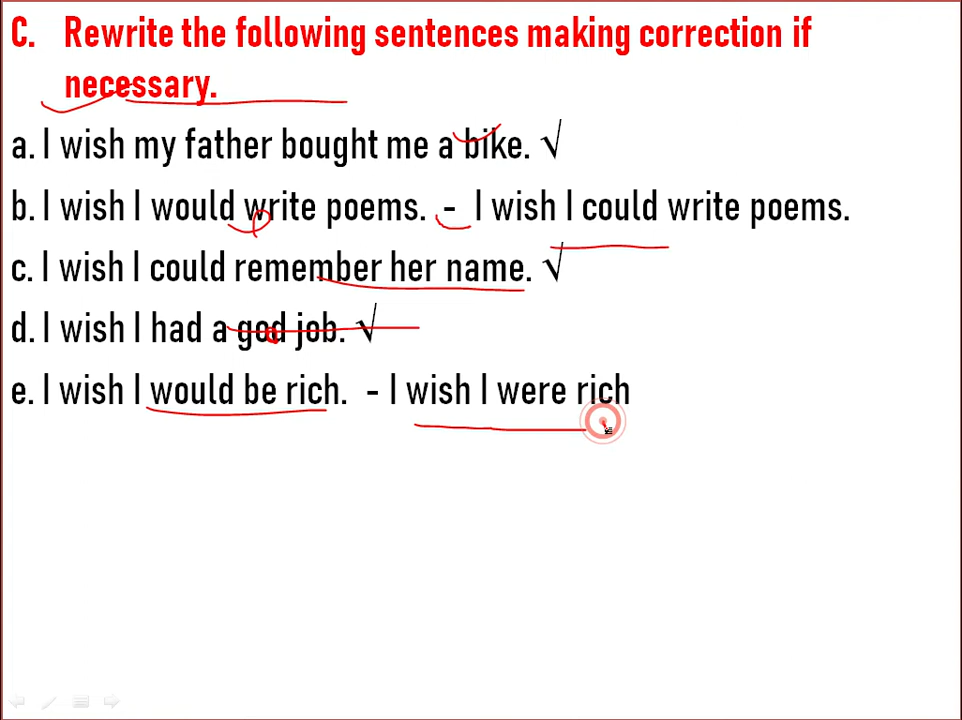 C. Rewrite the following sentences making correction if
necessary.
a. I wish my father bought me a bike. √
b. I wish I would write poems. - I wish I could write poems.
c. I wish I could remember her name. √
d. I wish I had a god job. √
e. I wish I would be rich. - I wish I were rich